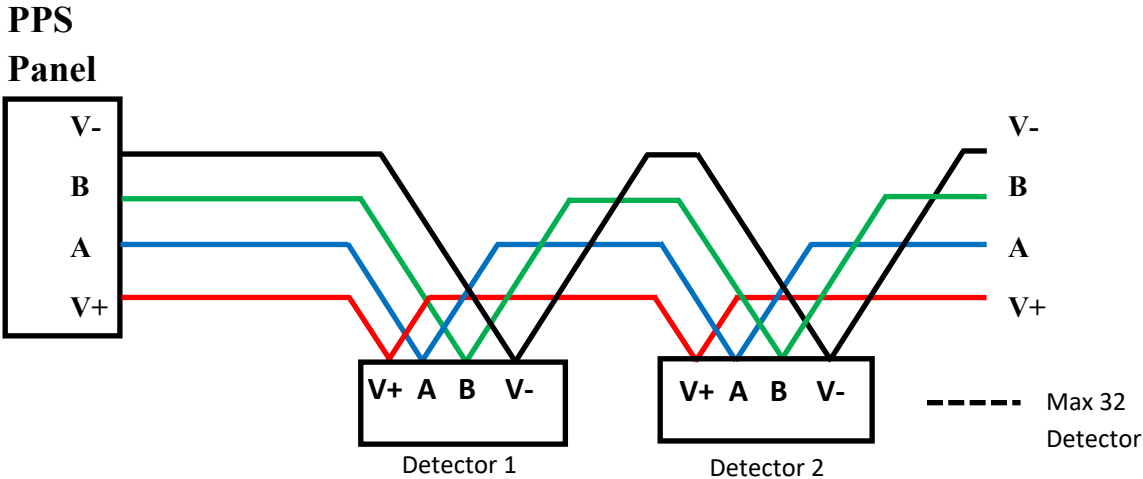 PPS
Panel
V-
B
A
V+
V-
B
A
V+
V+ A B V-
Detector 1
V+ A B V-
Detector 2
Max 32
Detector